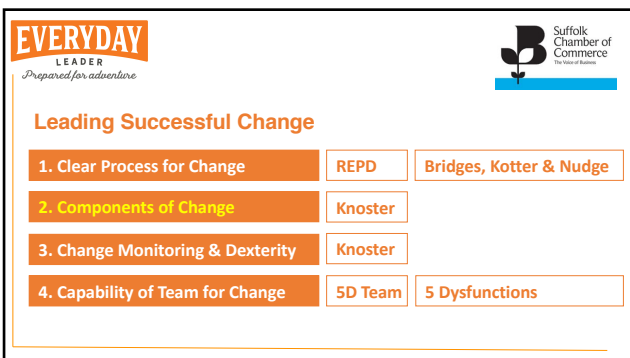 EVERYDAY
LEADER
Prepared for adventure
Suffolk
Chamber of
Commerce
The Voice of Business
Leading Successful Change
1. Clear Process for Change REPD Bridges, Kotter & Nudge
2. Components of Change Knoster
3. Change Monitoring & Dexterity Knoster
4. Capability of Team for Change 5D Team 5 Dysfunctions